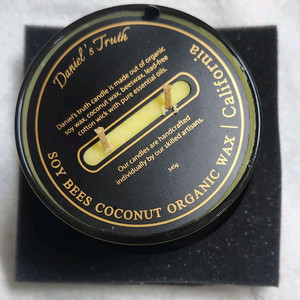 Daniel's Truth
Daniel's truth candle is made out of organic
soy wax, coconut wax, beeswax, lead-free
cotton wick with pure essential oils.
Our candles are handcrafted
individually by our skilled artisans.
545g
SOY BEES COCONUT ORGANIC WAX | California